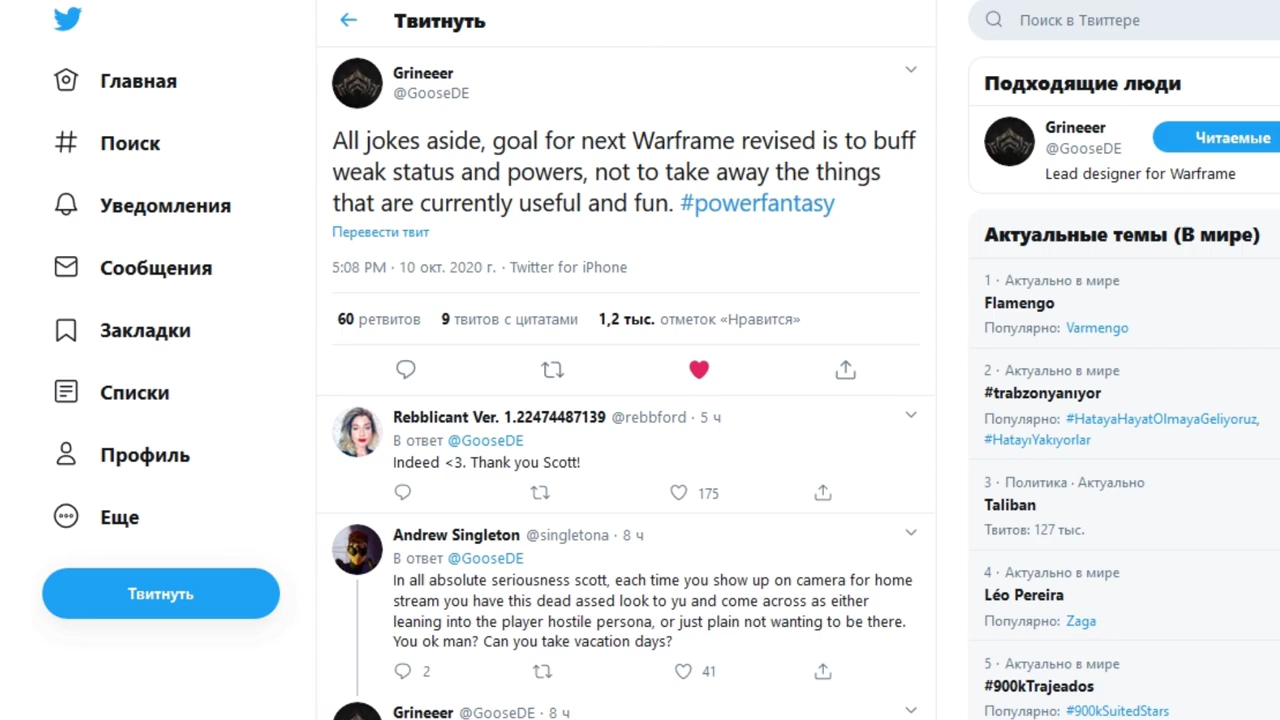 Главная
Поиск
Уведомления
Сообщения
Закладки
Списки
Профиль
Еще
Твитнуть
Твитнуть
Grineeer
@GooseDE
All jokes aside, goal for next Warframe revised is to buff
weak status and powers, not to take away the things
that are currently useful and fun. #powerfantasy
Перевести твит
5:08 PM · 10 окт. 2020 г. · Twitter for iPhone
60 ретвитов 9 твитов с цитатами 1,2 тыс. отметок «Нравится»
Rebblicant Ver. 1.22474487139 @rebbford · 5 ч
В ответ @GooseDE
Indeed <3. Thank you Scott!
175
Andrew Singleton @singletona · 8 ч
В ответ @GooseDE
In all absolute seriousness scott, each time you show up on camera for home
stream you have this dead assed look to yu and come across as either
leaning into the player hostile persona, or just plain not wanting to be there.
You ok man? Can you take vacation days?
2 41
Grineeer @GooseDE · 8 ч
Поиск в Твиттере
Подходящие люди
Grineeer
@GooseDE
Читаемые
Lead designer for Warframe
Актуальные темы (В мире)
1 · Актуально в мире
Flamengo
Популярно: Varmengo
2 · Актуально в мире
#trabzonyanıyor
Популярно: #HatayaHayatOlmayaGeliyoruz,
#HatayıYakıyorlar
3 · Политика · Актуально
Taliban
Твитов: 127 тыс.
4 · Актуально в мире
Léo Pereira
Популярно: Zaga
5 · Актуально в мире
#900kTrajeados
Популярно: #900kSuitedStars